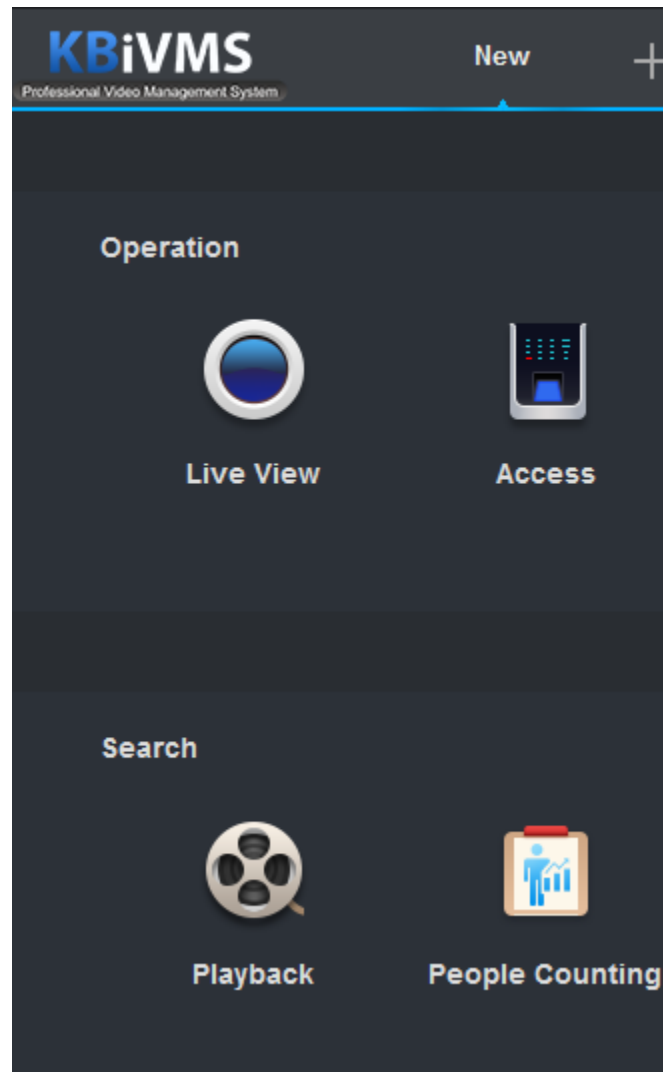 KBiVMS
Professional Video Management System
New
Operation
Live View
Access
Search
Playback
People Counting